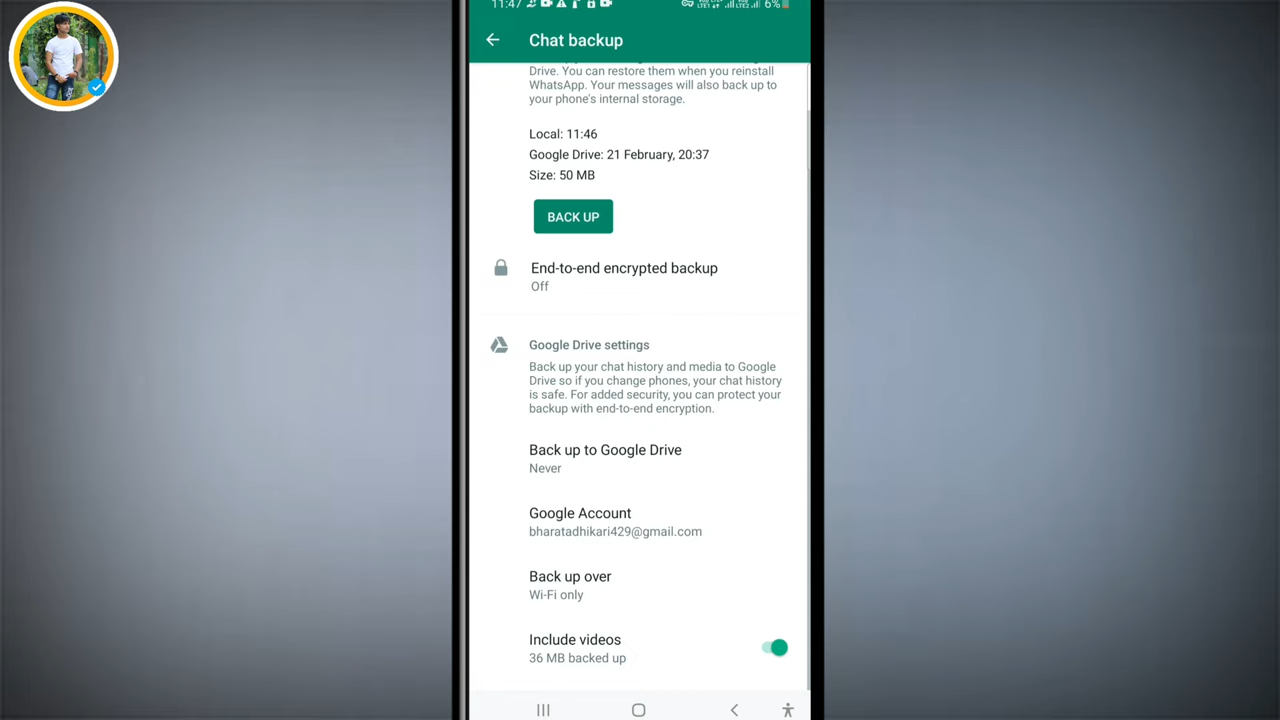 11:47
6%
Chat backup
Drive. You can restore them when you reinstall
WhatsApp. Your messages will also back up to
your phone's internal storage.
Local: 11:46
Google Drive: 21 February, 20:37
Size: 50 MB
BACK UP
End-to-end encrypted backup
Off
Google Drive settings
Back up your chat history and media to Google
Drive so if you change phones, your chat history
is safe. For added security, you can protect your
backup with end-to-end encryption.
Back up to Google Drive
Never
Google Account
bharatadhikari429@gmail.com
Back up over
Wi-Fi only
Include videos
36 MB backed up